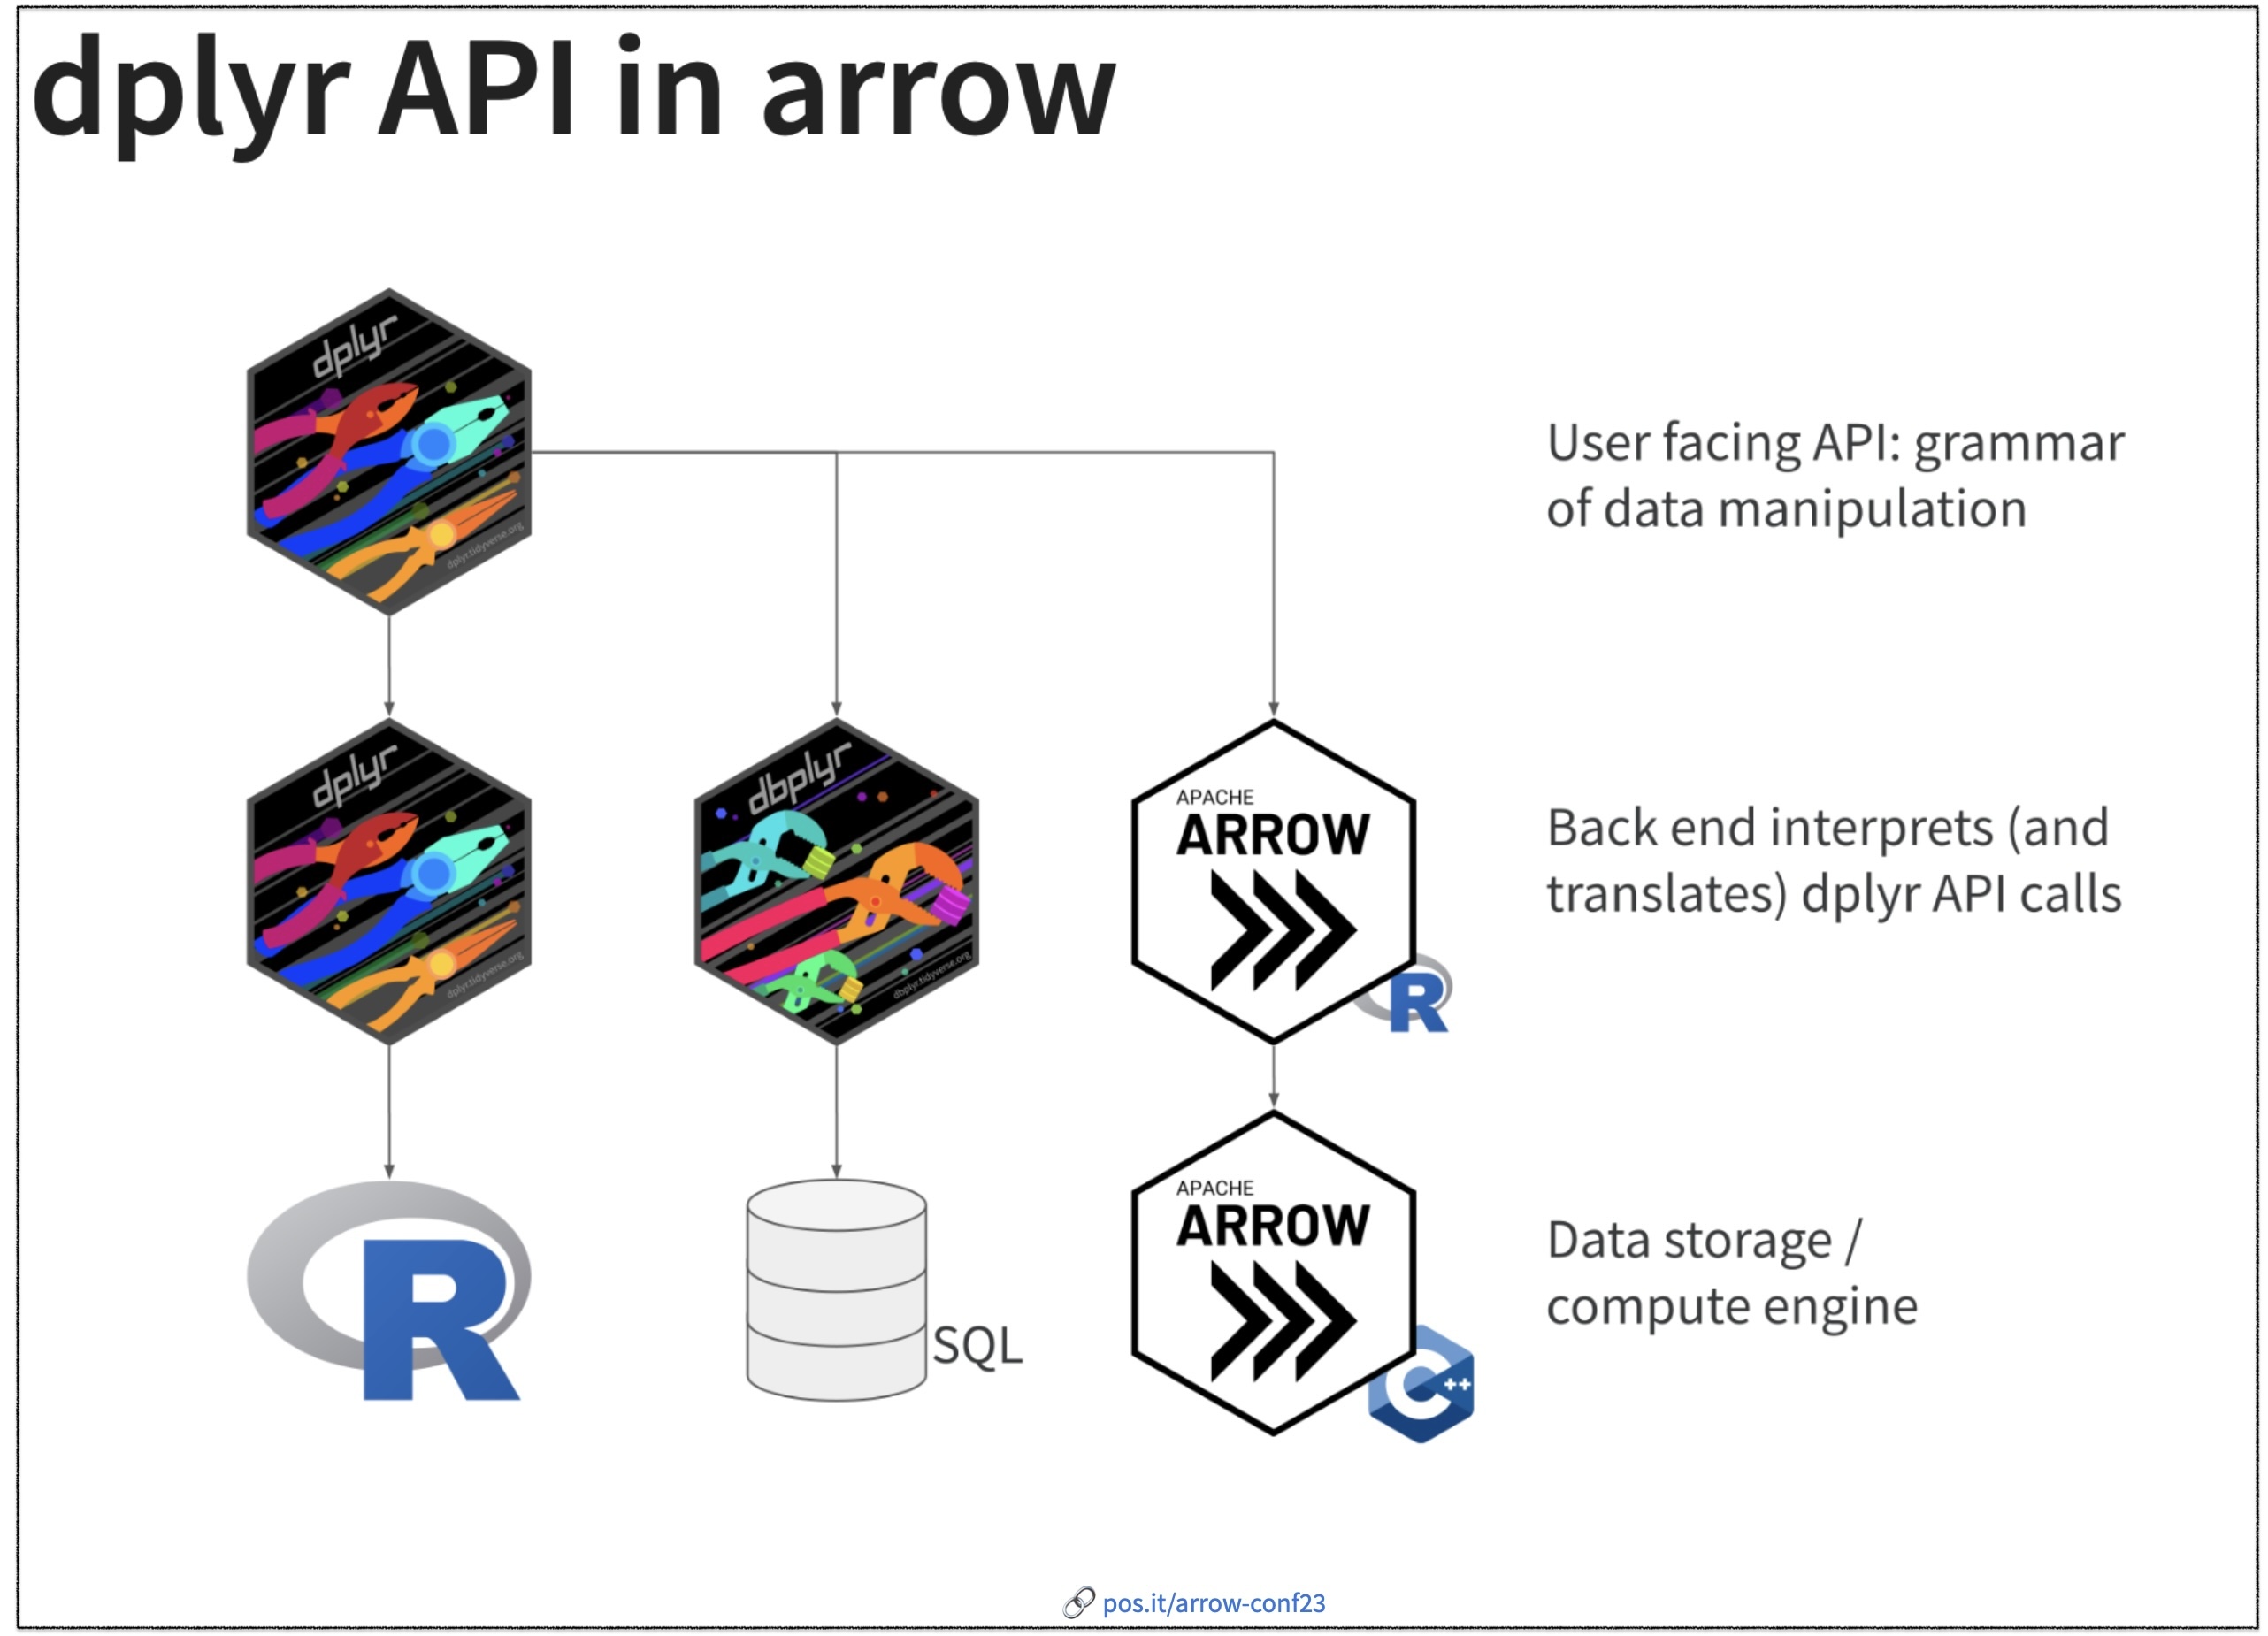 dplyr API in arrow
dplyr
dplyr.tidyverse.org
User facing API: grammar
of data manipulation
dplyr
dplyr.tidyverse.org
dbplyr
dbplyr.tidyverse.org
APACHE
ARROW
R
Back end interprets (and
translates) dplyr API calls
R
SQL
APACHE
ARROW
C++
Data storage /
compute engine
pos.it/arrow-conf23